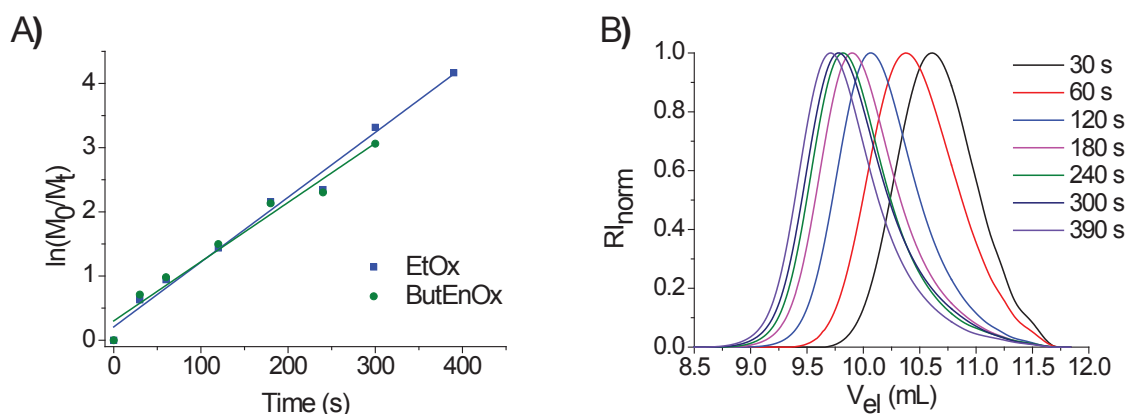 A)
ln(M0/Mt)
4
3
2
1
0
EtOx
ButEnOx
0
100
200
300
400
Time (s)
B)
RInorm
1.0
0.8
0.6
0.4
0.2
0.0
30 s
60 s
120 s
180 s
240 s
300 s
390 s
8.5 9.0 9.5 10.0 10.5 11.0 11.5 12.0
Vel (mL)